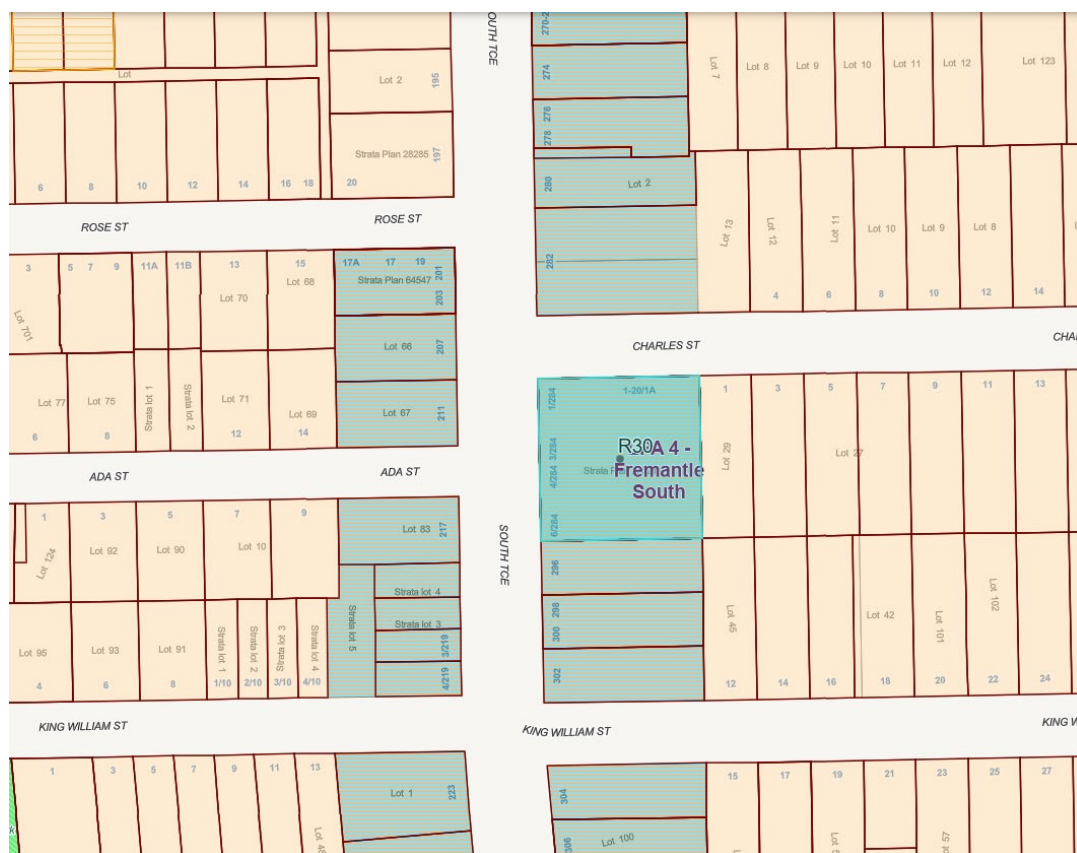 SOUTH TCE
270-2
Lot
Lot 2
195
274
Lot 7
Lot 8
Lot 9
Lot 10
Lot 11
Lot 12
Lot 123
276
278
Strata Plan 28285
197
6
8
10
12
14
16
18
20
280
Lot 2
ROSE ST
ROSE ST
Lot 13
Lot 12
Lot 11
Lot 10
Lot 9
Lot 8
282
4
6
8
10
12
14
3
5
7
9
11A
11B
13
15
17A
17
19
201
203
Lot 68
Strata Plan 64547
Lot 70
Lot 701
Lot 66
207
CHARLES ST
CHA
1/284
1-20/1A
1
3
5
7
9
11
13
Lot 77
Lot 75
Strata lot 1
Strata lot 2
Lot 71
Lot 69
Lot 67
211
6
8
12
14
3/284
4/284
6/284
R30
A 4 -
Fremantle
South
Lot 29
Lot 27
ADA ST
ADA ST
1
3
5
7
9
Lot 124
Lot 92
Lot 90
Lot 10
Lot 83
217
SOUTH TCE
296
298
300
302
Strata lot 4
Strata lot 3
Strata lot 5
3/219
4/219
Lot 95
Lot 93
Lot 91
Strata lot 1
Strata lot 2
Strata lot 3
Strata lot 4
4
6
8
1/10
2/10
3/10
4/10
Lot 45
Lot 42
Lot 101
Lot 102
12
14
16
18
20
22
24
KING WILLIAM ST
KING WILLIAM ST
KING W
1
3
5
7
9
11
13
Lot 1
223
304
306
Lot 100
15
17
19
21
23
25
27